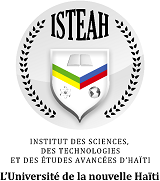 ISTEAH
INSTITUT DES SCIENCES,
DES TECHNOLOGIES
ET DES ÉTUDES AVANCÉES D'HAÏTI
L'Université de la nouvelle Haïti